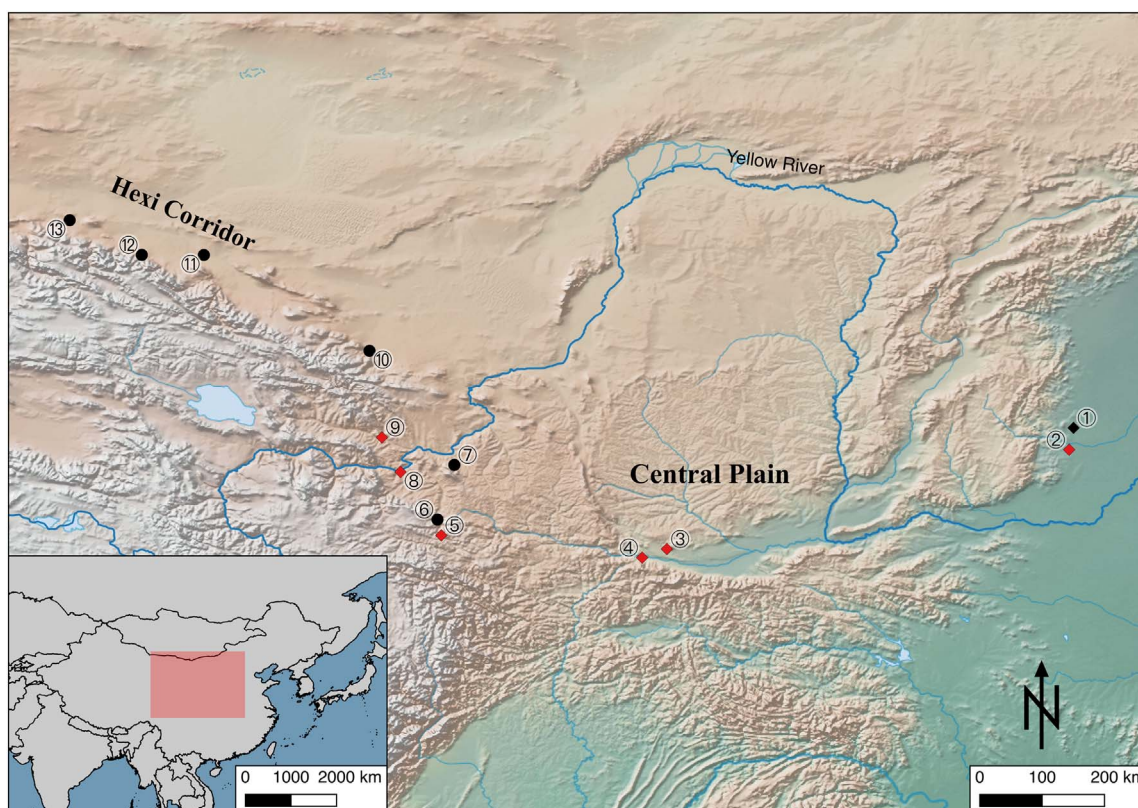 Yellow River
Hexi Corridor
⑬
⑫
⑪
⑩
⑨
⑧
⑦
⑥
⑤
Central Plain
①
②
④
③
N
0 1000 2000 km
0 100 200 km